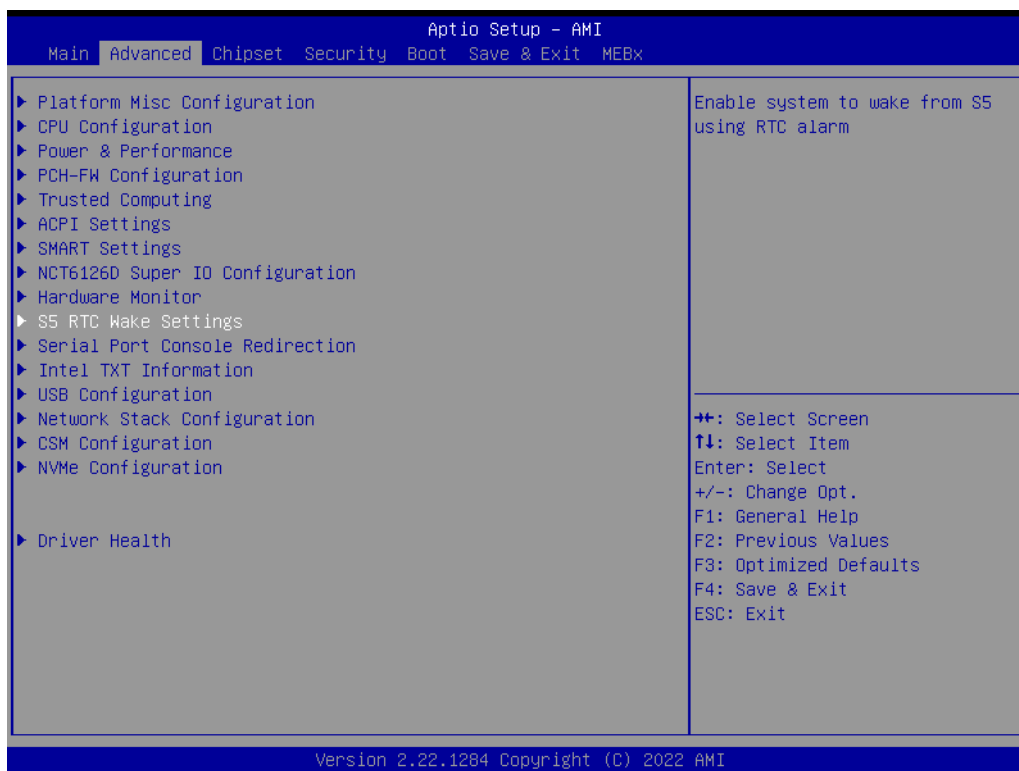 Aptio Setup - AMI
Main Advanced Chipset Security Boot Save & Exit MEBx
Platform Misc Configuration
CPU Configuration
Power & Performance
PCH-FW Configuration
Trusted Computing
ACPI Settings
SMART Settings
NCT6126D Super IO Configuration
Hardware Monitor
S5 RTC Wake Settings
Serial Port Console Redirection
Intel TXT Information
USB Configuration
Network Stack Configuration
CSM Configuration
NVMe Configuration
Driver Health
Enable system to wake from S5
using RTC alarm
→←: Select Screen
↑↓: Select Item
Enter: Select
+/-: Change Opt.
F1: General Help
F2: Previous Values
F3: Optimized Defaults
F4: Save & Exit
ESC: Exit
Version 2.22.1284 Copyright (C) 2022 AMI